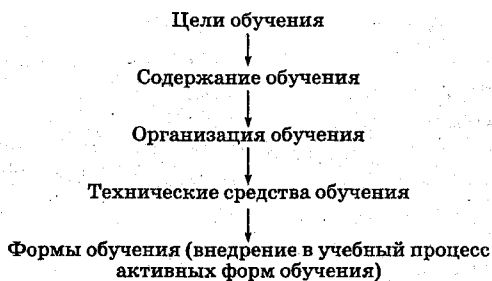 Цели обучения
Содержание обучения
Организация обучения
Технические средства обучения
Формы обучения (внедрение в учебный процесс
активных форм обучения)